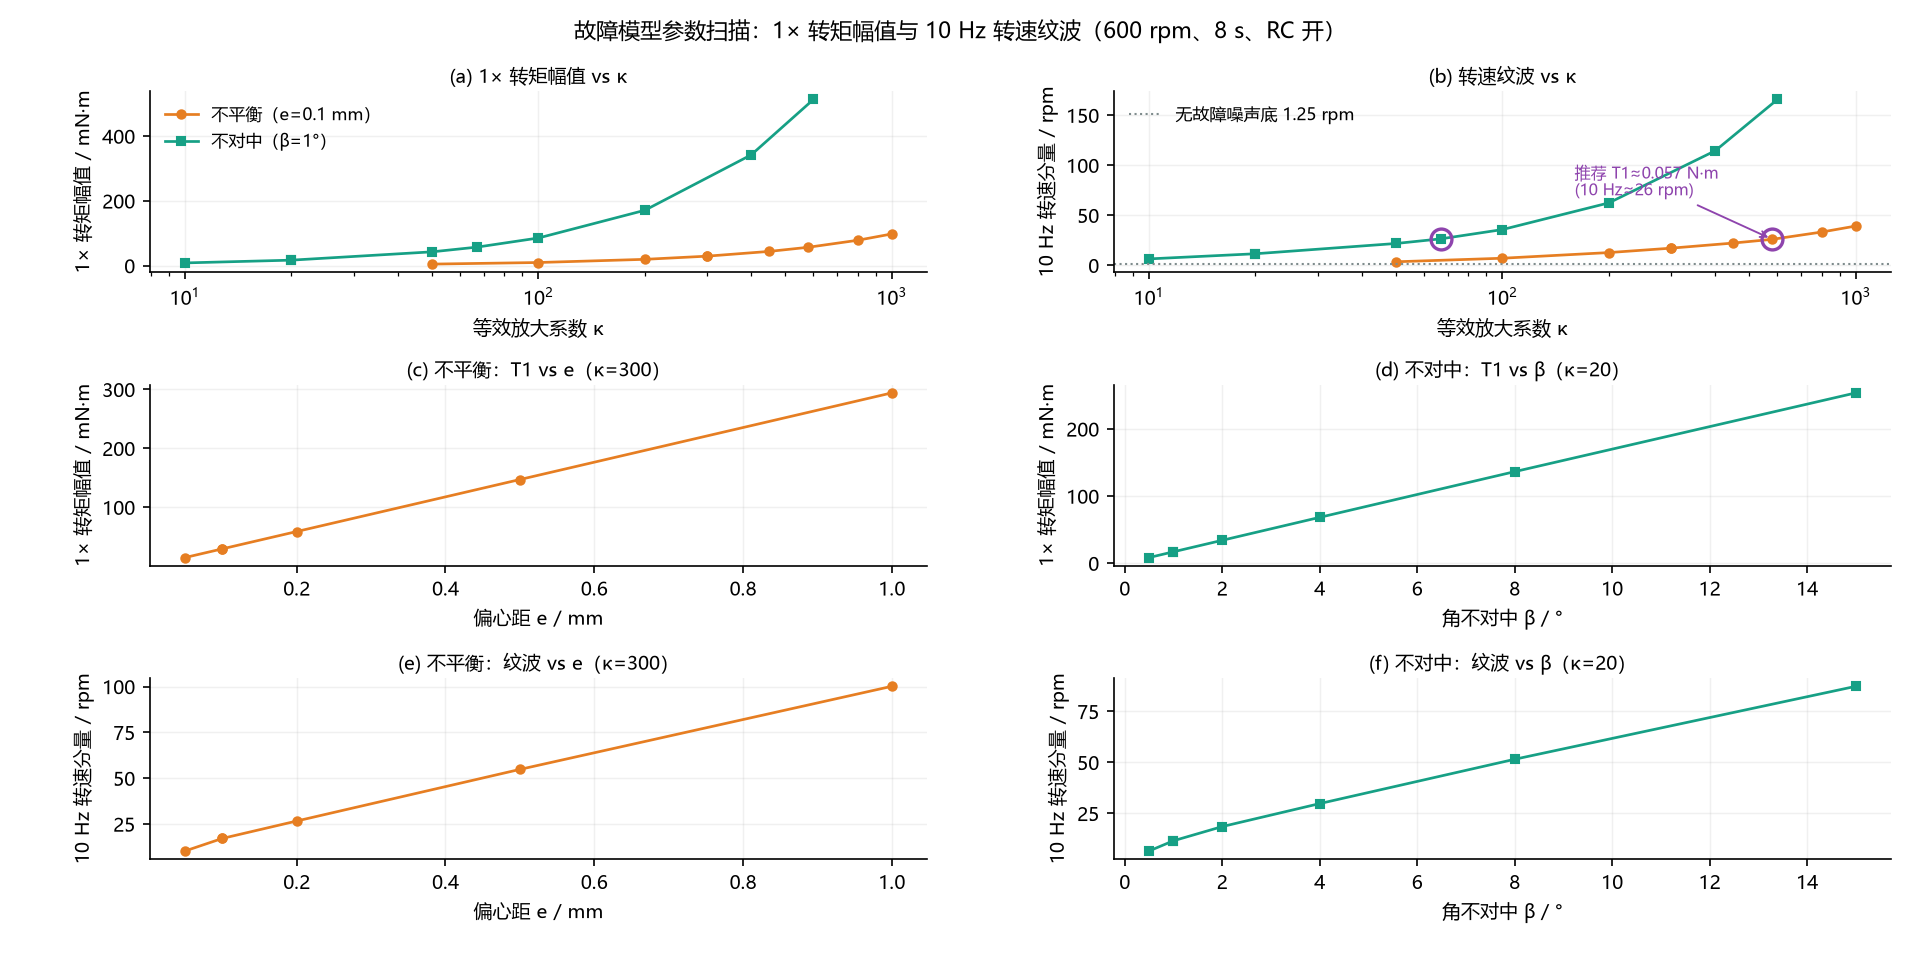 故障模型参数扫描：1× 转矩幅值与 10 Hz 转速纹波（600 rpm、8 s、RC 开）
(a) 1× 转矩幅值 vs κ
1× 转矩幅值 / mN·m
400
200
0
不平衡（e=0.1 mm）
不对中（β=1°）
10¹
10²
10³
等效放大系数 κ
(b) 转速纹波 vs κ
10 Hz 转速分量 / rpm
150
100
50
0
无故障噪声底 1.25 rpm
推荐 T1≈0.057 N·m
(10 Hz≈26 rpm)
10¹
10²
10³
等效放大系数 κ
(c) 不平衡：T1 vs e（κ=300）
1× 转矩幅值 / mN·m
300
200
100
0.2
0.4
0.6
0.8
1.0
偏心距 e / mm
(d) 不对中：T1 vs β（κ=20）
1× 转矩幅值 / mN·m
200
100
0
0
2
4
6
8
10
12
14
角不对中 β / °
(e) 不平衡：纹波 vs e（κ=300）
10 Hz 转速分量 / rpm
100
75
50
25
0.2
0.4
0.6
0.8
1.0
偏心距 e / mm
(f) 不对中：纹波 vs β（κ=20）
10 Hz 转速分量 / rpm
75
50
25
0
2
4
6
8
10
12
14
角不对中 β / °